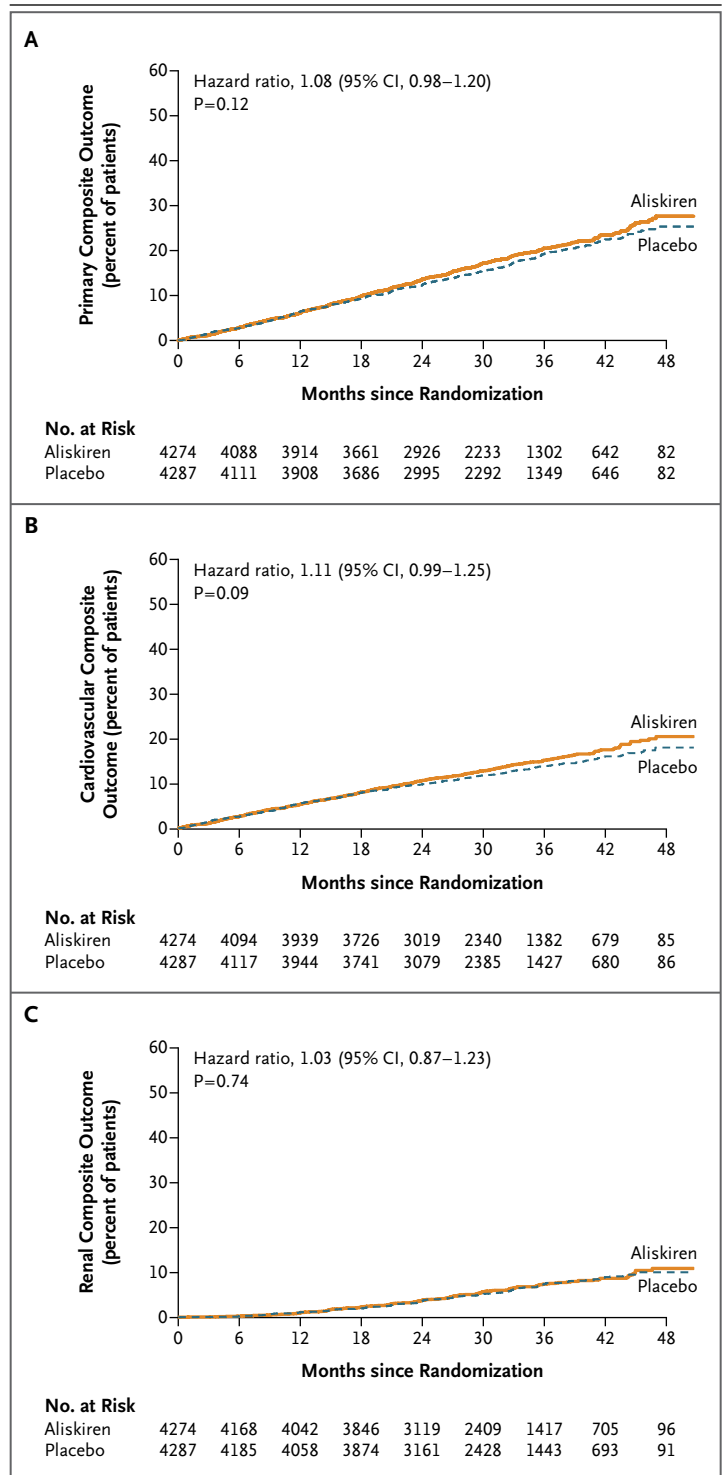 A
60
Hazard ratio, 1.08 (95% CI, 0.98–1.20)
P=0.12
50
40
30
20
10
0
Primary Composite Outcome
(percent of patients)
Aliskiren
Placebo
0 6 12 18 24 30 36 42 48
Months since Randomization
No. at Risk
Aliskiren 4274 4088 3914 3661 2926 2233 1302 642 82
Placebo 4287 4111 3908 3686 2995 2292 1349 646 82
B
60
Hazard ratio, 1.11 (95% CI, 0.99–1.25)
P=0.09
50
40
30
20
10
0
Cardiovascular Composite
Outcome (percent of patients)
Aliskiren
Placebo
0 6 12 18 24 30 36 42 48
Months since Randomization
No. at Risk
Aliskiren 4274 4094 3939 3726 3019 2340 1382 679 85
Placebo 4287 4117 3944 3741 3079 2385 1427 680 86
C
60
Hazard ratio, 1.03 (95% CI, 0.87–1.23)
P=0.74
50
40
30
20
10
0
Renal Composite Outcome
(percent of patients)
Aliskiren
Placebo
0 6 12 18 24 30 36 42 48
Months since Randomization
No. at Risk
Aliskiren 4274 4168 4042 3846 3119 2409 1417 705 96
Placebo 4287 4185 4058 3874 3161 2428 1443 693 91